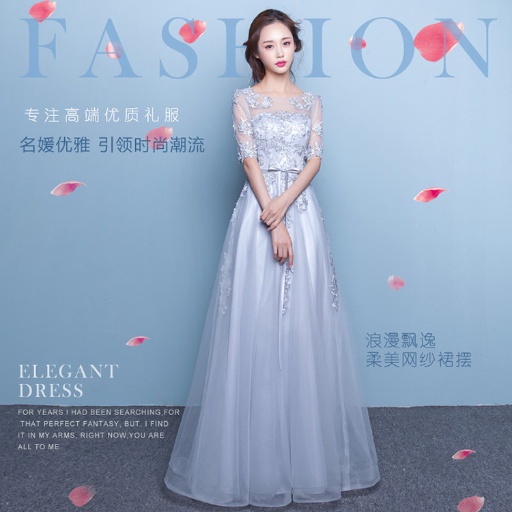 FASHION
专注高端优质礼服
名媛优雅 引领时尚潮流
浪漫飘逸
柔美网纱裙摆
ELEGANT
DRESS
FOR YEARS I HAD BEEN SEARCHING,FOR
THAT PERFECT FANTASY, BUT, I FIND
IT IN MY ARMS, RIGHT NOW,YOU ARE
ALL TO ME